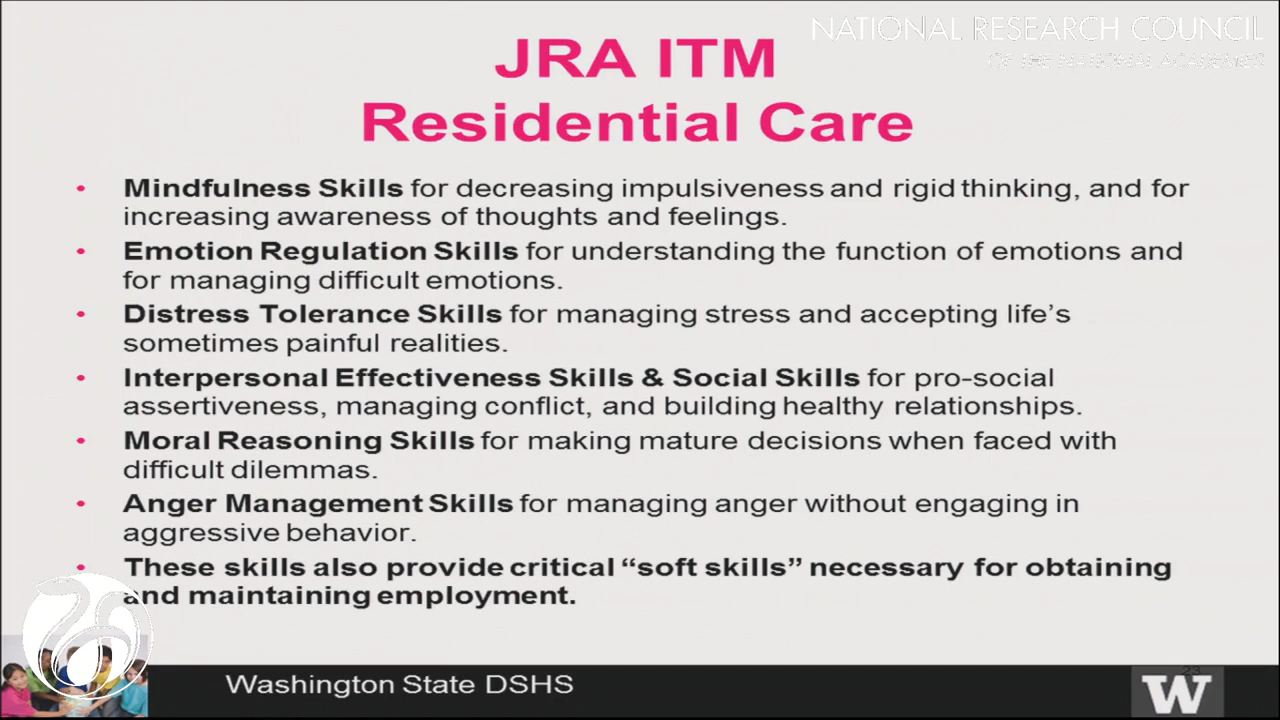 NATIONAL RESEARCH COUNCIL
OF THE NATIONAL ACADEMIES
JRA ITM
Residential Care
• Mindfulness Skills for decreasing impulsiveness and rigid thinking, and for
increasing awareness of thoughts and feelings.
• Emotion Regulation Skills for understanding the function of emotions and
for managing difficult emotions.
• Distress Tolerance Skills for managing stress and accepting life's
sometimes painful realities.
• Interpersonal Effectiveness Skills & Social Skills for pro-social
assertiveness, managing conflict, and building healthy relationships.
• Moral Reasoning Skills for making mature decisions when faced with
difficult dilemmas.
• Anger Management Skills for managing anger without engaging in
aggressive behavior.
• These skills also provide critical “soft skills” necessary for obtaining
and maintaining employment.
Washington State DSHS
23
W